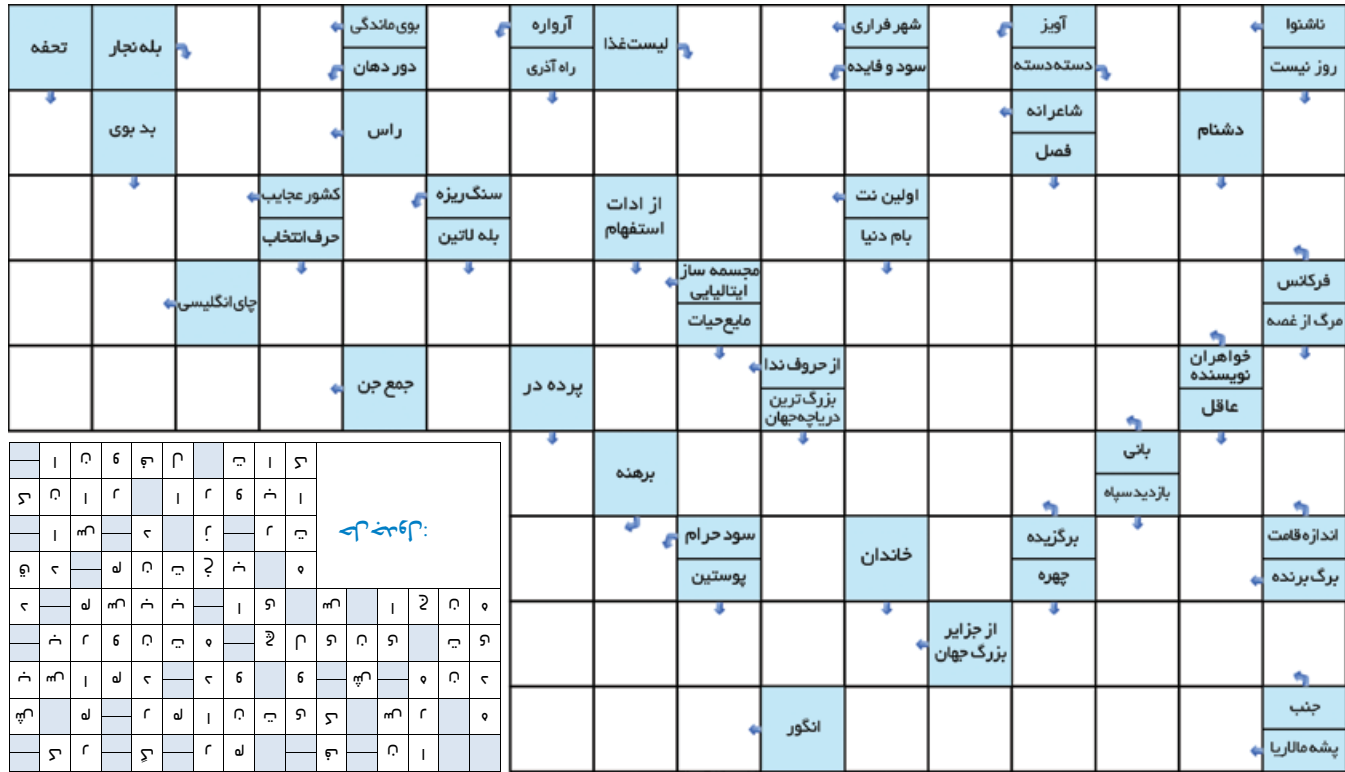 ناشنوا
روز نیست
آویز
دسته دسته
شهر فراری
سود و فایده
لیست غذا
آرواره
راه آذری
بوی ماندگی
دور دهان
بله نجار
تحفه
دشنام
شاعرانه
فصل
راس
بد بوی
اولین نت
بام دنیا
از ادات
استفهام
سنگ ریزه
بله لاتین
کشور عجایب
حرف انتخاب
فرکانس
مرگ از غصه
مجسمه ساز
ایتالیایی
مایع حیات
چای انگلیسی
خواهران
نویسنده
عاقل
از حروف ندا
بزرگ ترین
دریاچه جهان
پرده در
جمع جن
بانی
بازدید سپاه
برهنه
اندازه قامت
برگ برنده
برگزیده
چهره
خاندان
سود حرام
پوستین
از جزایر
بزرگ جهان
جنب
پشه مالاریا
انگور
حل جدول:
ک ر گ ر م ف ن ا
ش م ر م ا ن ت ی ک س ر ه
ب س ا م د د و و ش ه ن د
ب ر و ن ت ه چ ل ی ن ی ت ی
د م س ب ب ا ی س ا ج ن ه
ق د م ن ت خ ب ه
ا س د ز ر ت
ک ن ا ر ا ر و ب ا
ا ن و ف ل ت ا ک